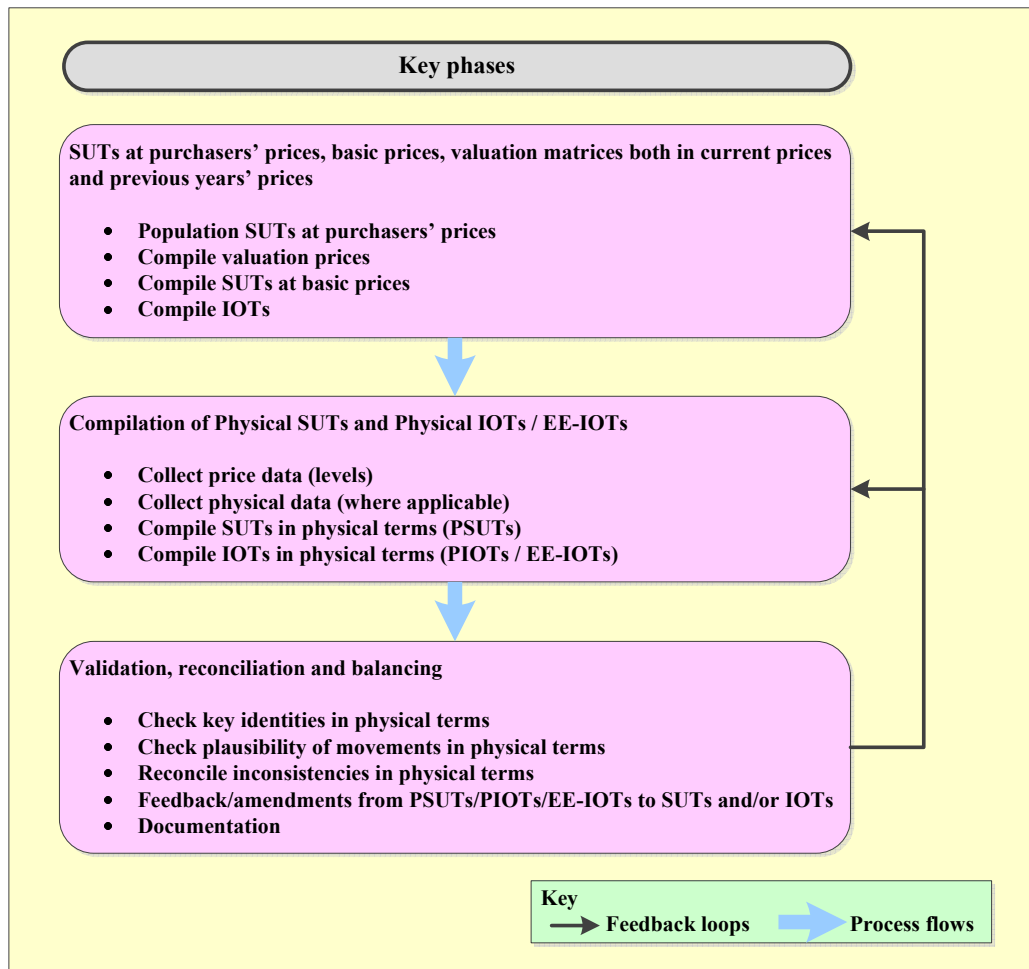 Key phases
SUTs at purchasers’ prices, basic prices, valuation matrices both in current prices
and previous years’ prices
• Population SUTs at purchasers’ prices
• Compile valuation prices
• Compile SUTs at basic prices
• Compile IOTs
Compilation of Physical SUTs and Physical IOTs / EE-IOTs
• Collect price data (levels)
• Collect physical data (where applicable)
• Compile SUTs in physical terms (PSUTs)
• Compile IOTs in physical terms (PIOTs / EE-IOTs)
Validation, reconciliation and balancing
• Check key identities in physical terms
• Check plausibility of movements in physical terms
• Reconcile inconsistencies in physical terms
• Feedback/amendments from PSUTs/PIOTs/EE-IOTs to SUTs and/or IOTs
• Documentation
Key
Feedback loops
Process flows